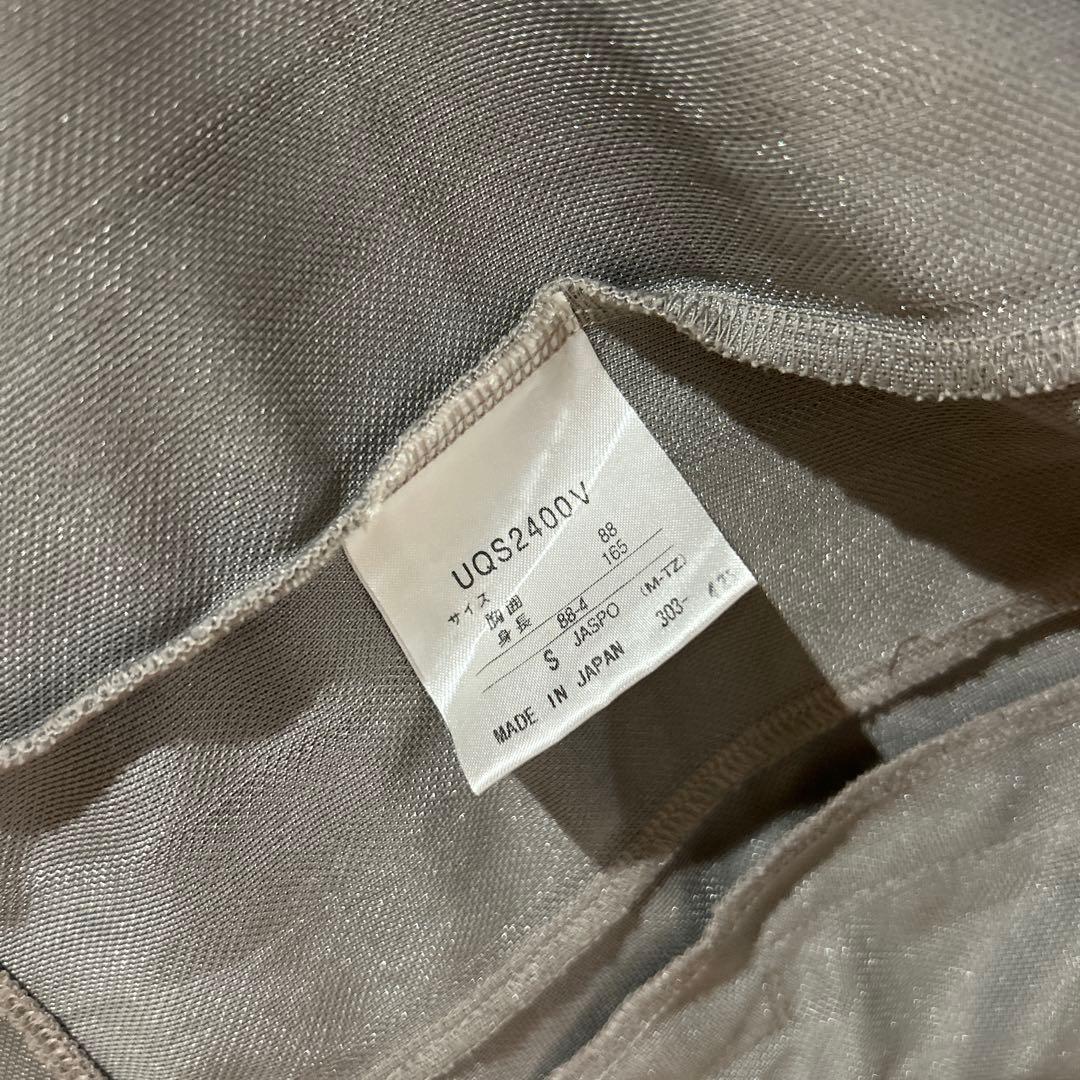 UQS2400V
サイズ
胸囲 88
身長 165
88-4
S JASPO (M-TZ)
MADE IN JAPAN 303-